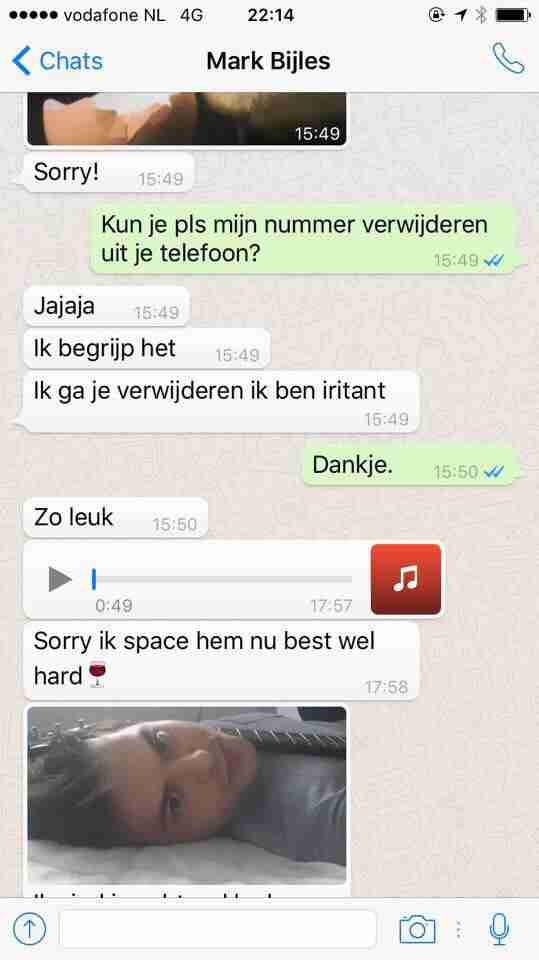 vodafone NL 4G 22:14
Chats Mark Bijles
15:49
Sorry! 15:49
Kun je pls mijn nummer verwijderen
uit je telefoon? 15:49
Jajaja 15:49
Ik begrijp het 15:49
Ik ga je verwijderen ik ben iritant
15:49
Dankje. 15:50
Zo leuk 15:50
0:49 17:57
Sorry ik space hem nu best wel
hard🍷 17:58